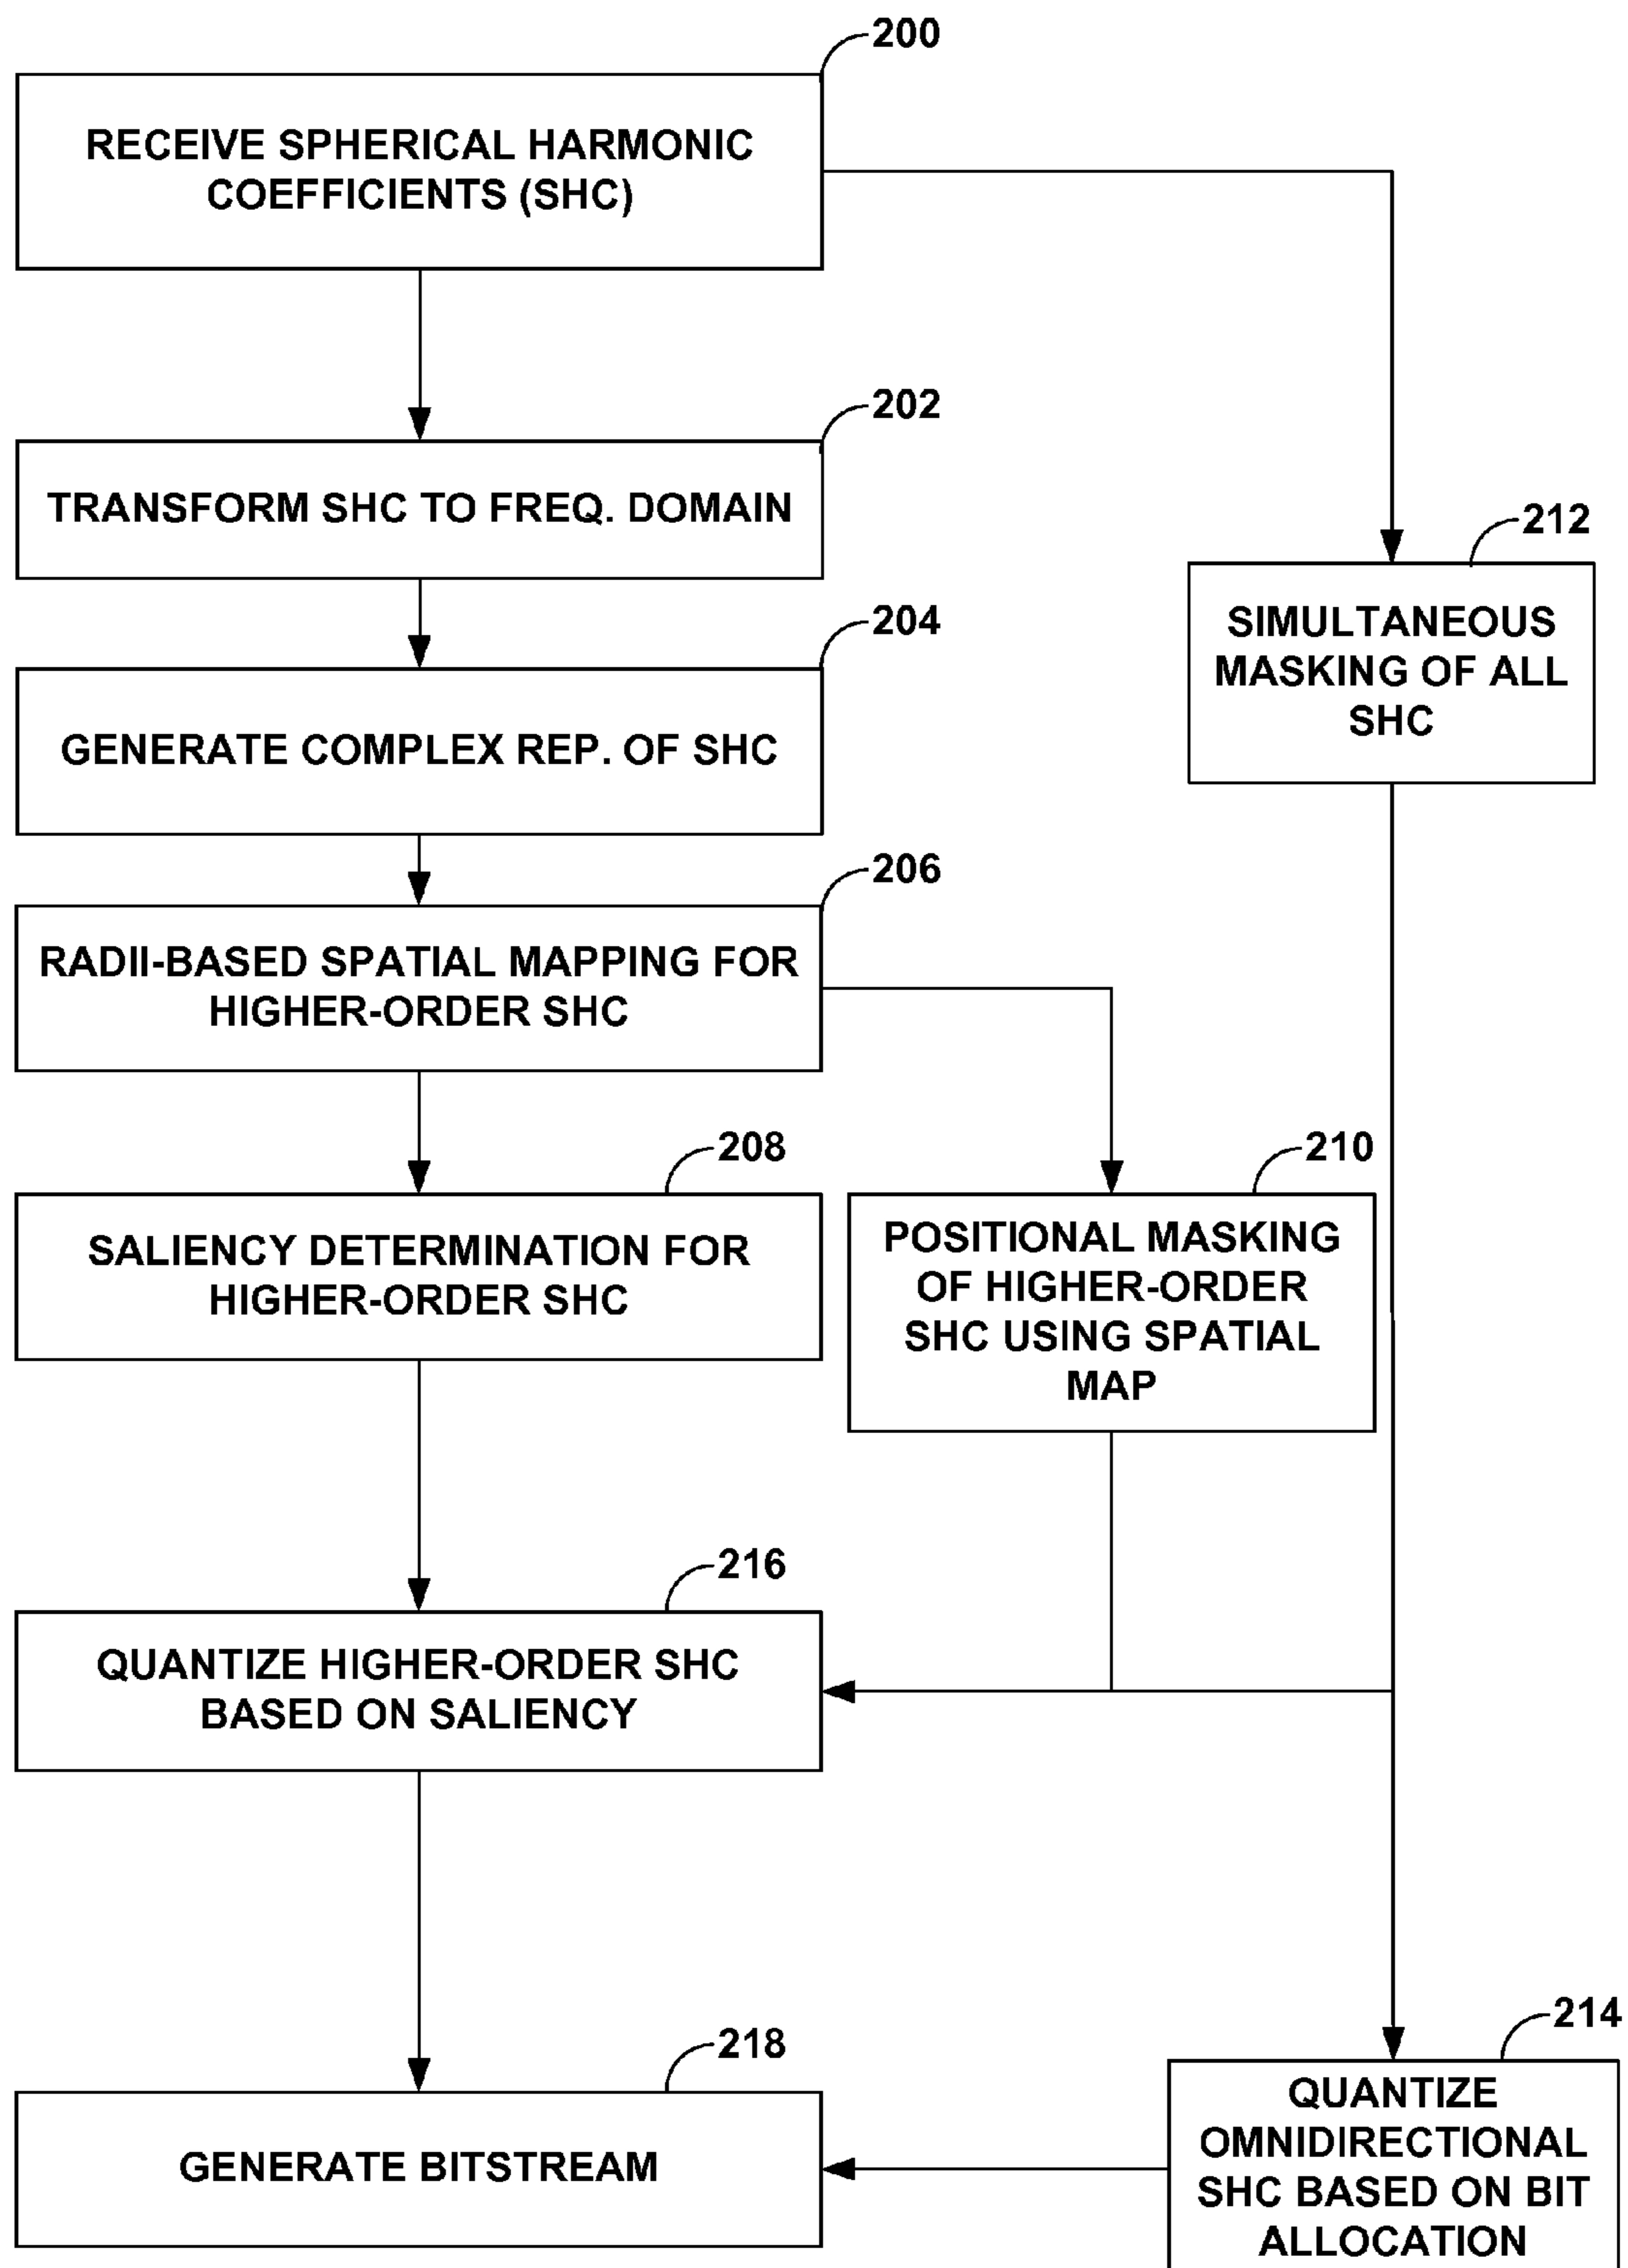 200
RECEIVE SPHERICAL HARMONIC
COEFFICIENTS (SHC)
202
TRANSFORM SHC TO FREQ. DOMAIN
212
SIMULTANEOUS
MASKING OF ALL
SHC
204
GENERATE COMPLEX REP. OF SHC
206
RADII-BASED SPATIAL MAPPING FOR
HIGHER-ORDER SHC
208
SALIENCY DETERMINATION FOR
HIGHER-ORDER SHC
210
POSITIONAL MASKING
OF HIGHER-ORDER
SHC USING SPATIAL
MAP
216
QUANTIZE HIGHER-ORDER SHC
BASED ON SALIENCY
214
QUANTIZE
OMNIDIRECTIONAL
SHC BASED ON BIT
ALLOCATION
218
GENERATE BITSTREAM